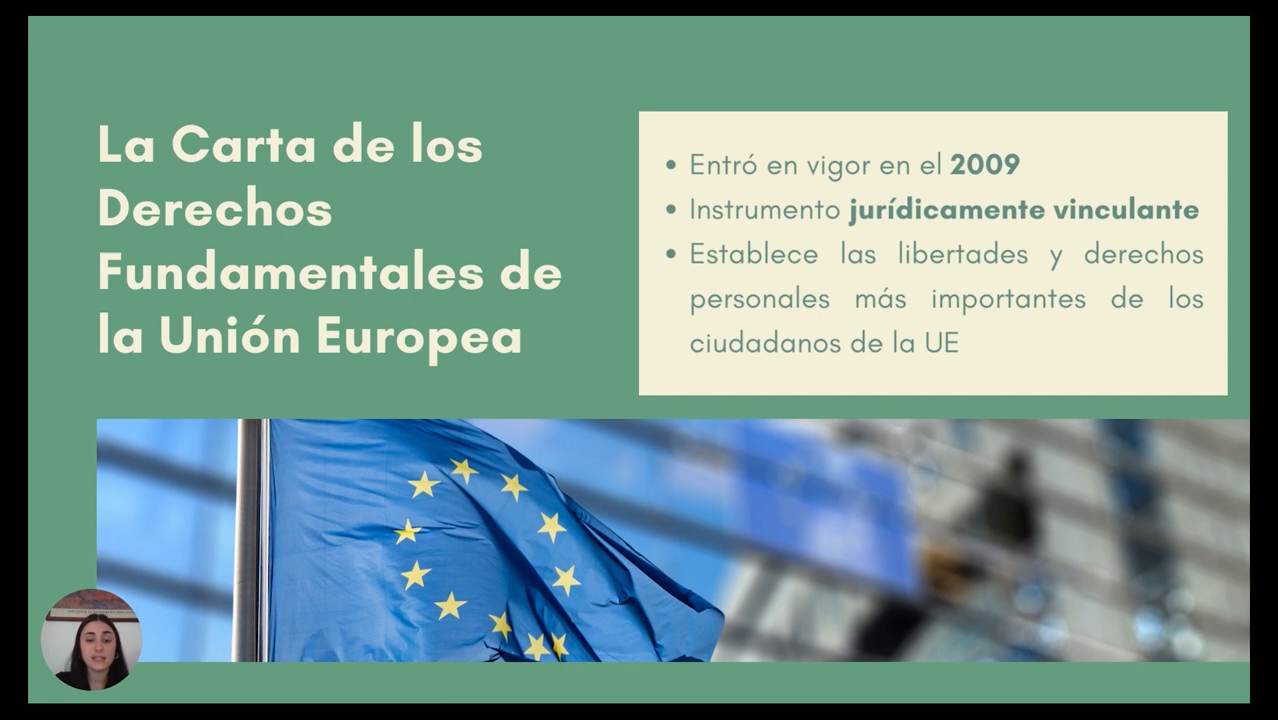 La Carta de los
Derechos
Fundamentales de
la Unión Europea
• Entró en vigor en el 2009
• Instrumento jurídicamente vinculante
• Establece las libertades y derechos
personales más importantes de los
ciudadanos de la UE